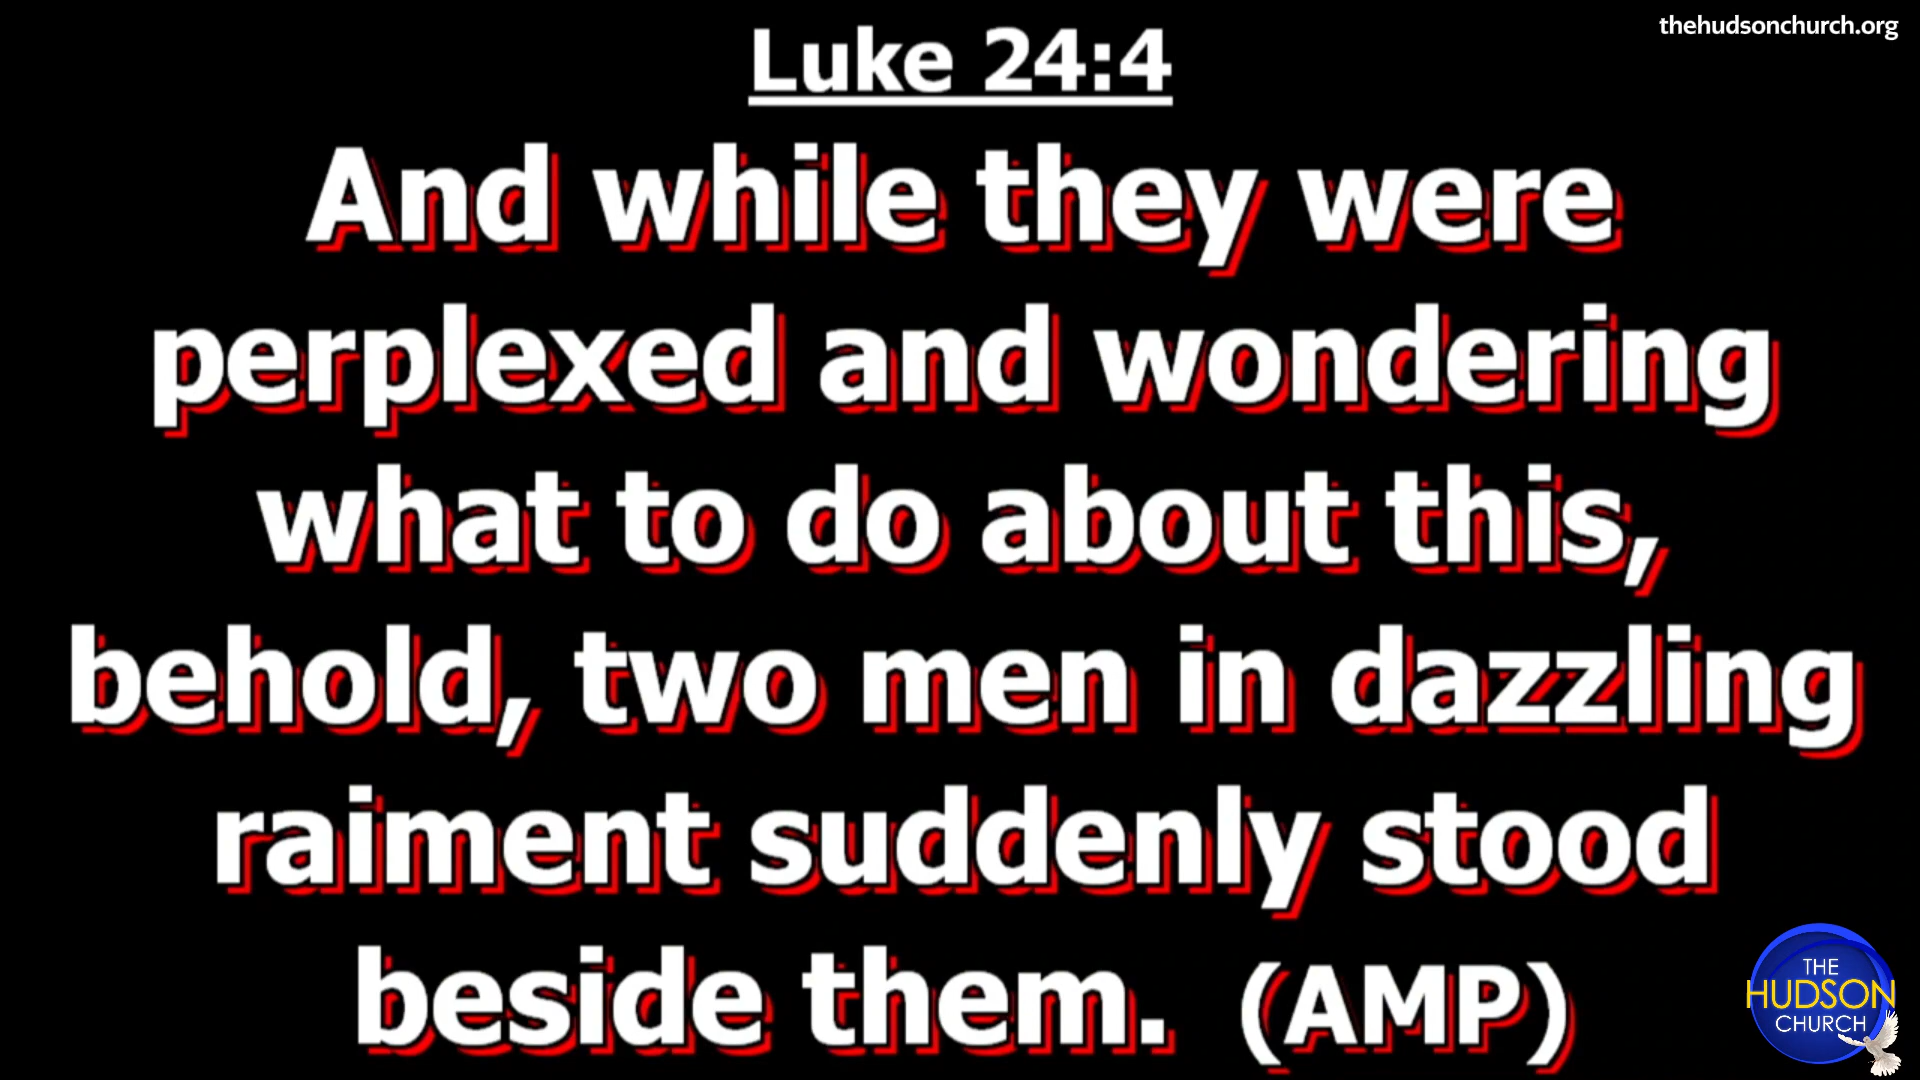 thehudsonchurch.org
Luke 24:4
And while they were
perplexed and wondering
what to do about this,
behold, two men in dazzling
raiment suddenly stood
beside them. (AMP)
THE
HUDSON
CHURCH